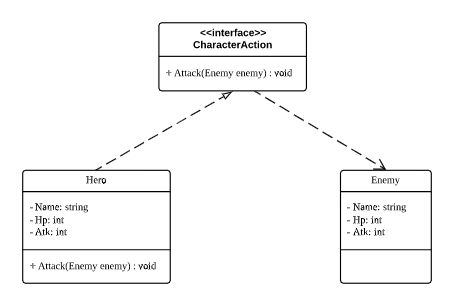 <<interface>>
CharacterAction
+ Attack(Enemy enemy) : void
Hero
- Name: string
- Hp: int
- Atk: int
+ Attack(Enemy enemy) : void
Enemy
- Name: string
- Hp: int
- Atk: int